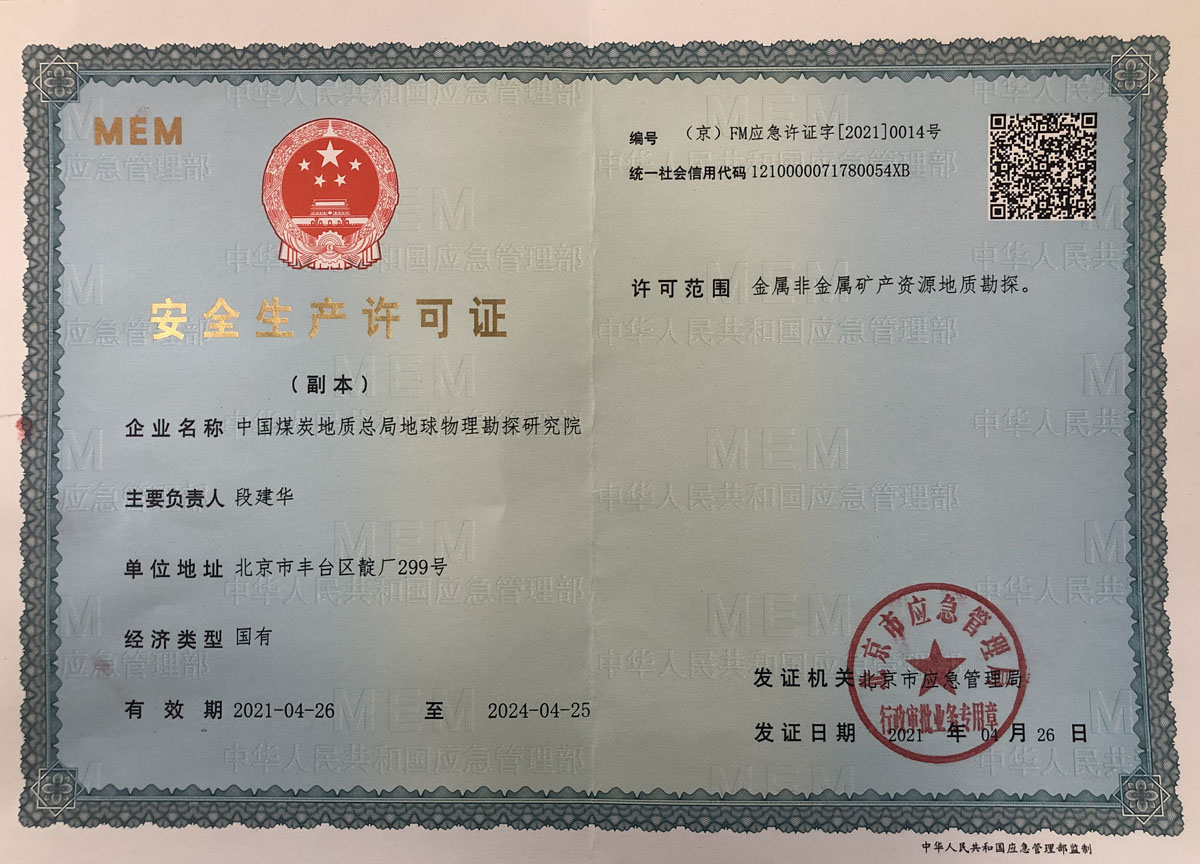 MEM
安全生产许可证
（副本）
企业名称 中国煤炭地质总局地球物理勘探研究院
主要负责人 段建华
单位地址 北京市丰台区靛厂299号
经济类型 国有
有效期 2021-04-26 至 2024-04-25
编号 （京）FM应急许证字[2021]0014号
统一社会信用代码 1210000071780054XB
许可范围 金属非金属矿产资源地质勘探。
北京市应急管理局
行政审批业务专用章
发证机关 北京市应急管理局
发证日期 2021 年 04 月 26 日
中华人民共和国应急管理部监制